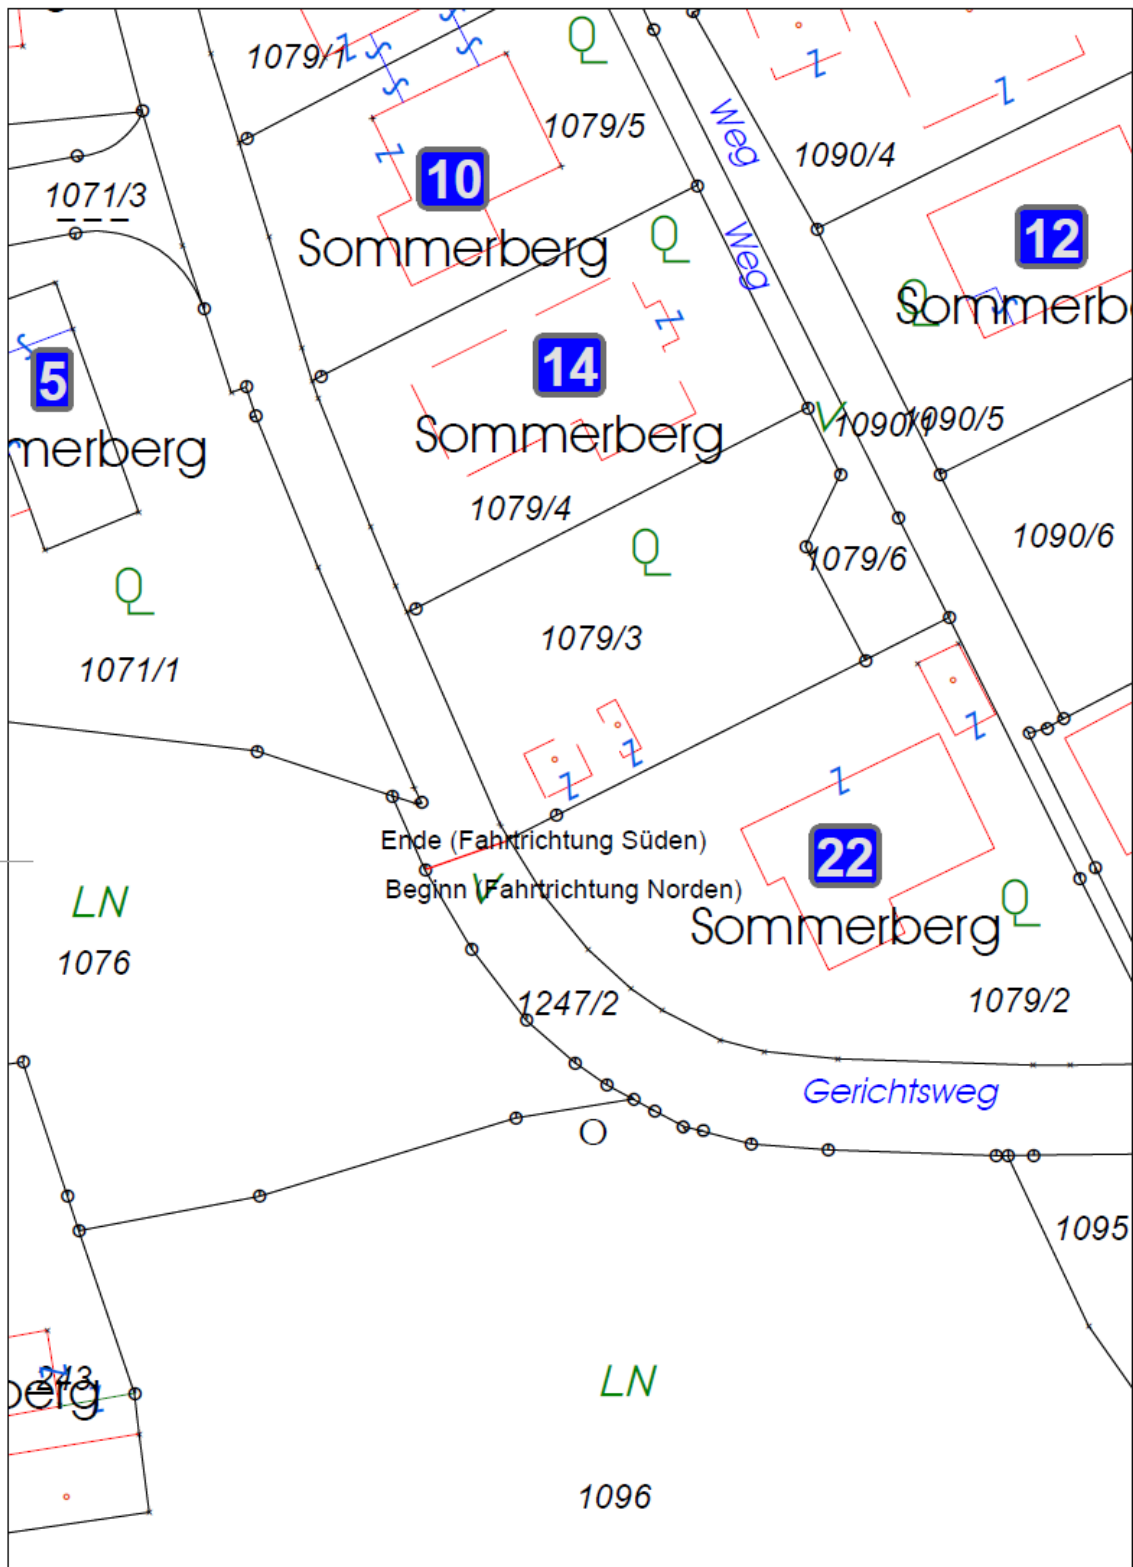 1079/1
Q
Z
S
S
S
Z
Z
1079/5
Weg
1090/4
Z
1071/3
10
Sommerberg
Q
Weg
12
Q
S
Sommerb
S
5
merberg
14
Z
Sommerberg
V
1090/1
1090/5
1079/4
Q
1079/6
1090/6
Q
1071/1
1079/3
Z
Z
Z
Z
Ende (Fahrtrichtung Süden)
Beginn (Fahrtrichtung Norden)
V
22
Sommerberg
Q
LN
1076
1247/2
1079/2
Gerichtsweg
O
1095
Z
243
berg
Z
LN
1096